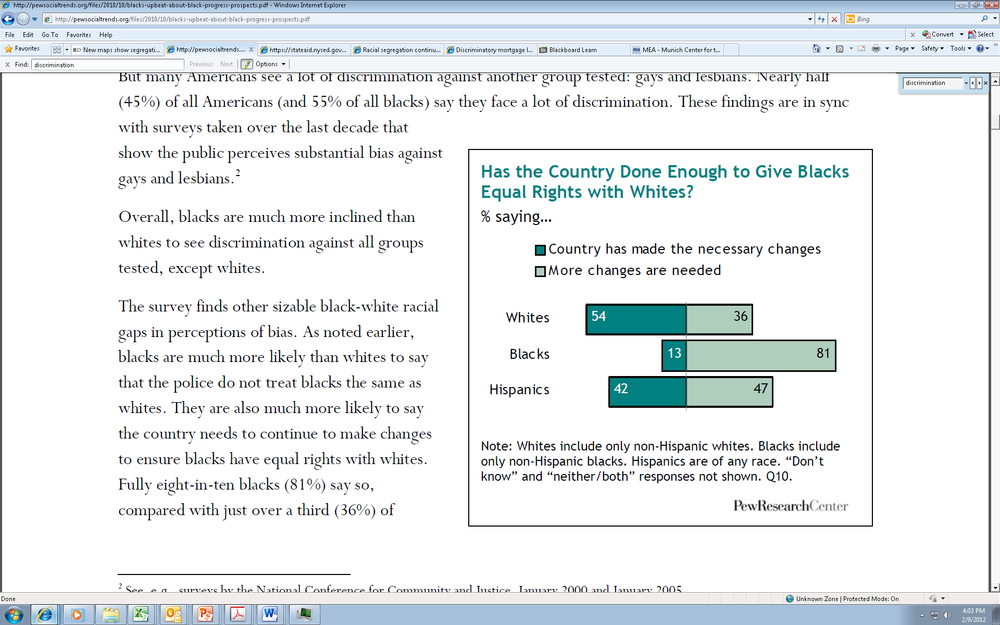 http://pewsocialtrends.org/files/2010/10/blacks-upbeat-about-black-progress-prospects.pdf - Windows Internet Explorer
http://pewsocialtrends.org/files/2010/10/blacks-upbeat-about-black-progress-prospects.pdf
Bing
File Edit Go To Favorites Help
Convert Select
Favorites
RD New maps show segregati...
http://pewsocialtrends....
https://stateaid.nysed.gov...
Racial segregation continu...
Discriminatory mortgage l...
Bb Blackboard Learn
mea MEA - Munich Center for t...
Page Safety Tools
Find: discrimination Previous Next Options
discrimination
But many Americans see a lot of discrimination against another group tested: gays and lesbians. Nearly half
(45%) of all Americans (and 55% of all blacks) say they face a lot of discrimination. These findings are in sync
with surveys taken over the last decade that
show the public perceives substantial bias against
gays and lesbians.2
Overall, blacks are much more inclined than
whites to see discrimination against all groups
tested, except whites.
The survey finds other sizable black-white racial
gaps in perceptions of bias. As noted earlier,
blacks are much more likely than whites to say
that the police do not treat blacks the same as
whites. They are also much more likely to say
the country needs to continue to make changes
to ensure blacks have equal rights with whites.
Fully eight-in-ten blacks (81%) say so,
compared with just over a third (36%) of
Has the Country Done Enough to Give Blacks
Equal Rights with Whites?
% saying...
Country has made the necessary changes
More changes are needed
Whites 54 36
Blacks 13 81
Hispanics 42 47
Note: Whites include only non-Hispanic whites. Blacks include
only non-Hispanic blacks. Hispanics are of any race. “Don’t
know” and “neither/both” responses not shown. Q10.
PewResearchCenter
2 See, e.g., surveys by the National Conference for Community and Justice, January 2000 and January 2005.
Done
Unknown Zone | Protected Mode: On
4:03 PM
2/9/2012